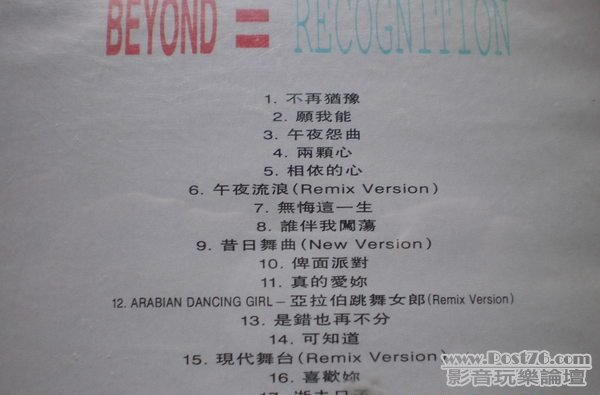 BEYOND = RECOGNITION
1. 不再猶豫
2. 願我能
3. 午夜怨曲
4. 兩顆心
5. 相依的心
6. 午夜流浪(Remix Version)
7. 無悔這一生
8. 誰伴我闖蕩
9. 昔日舞曲(New Version)
10. 俾面派對
11. 真的愛妳
12. ARABIAN DANCING GIRL – 亞拉伯跳舞女郎(Remix Version)
13. 是錯也再不分
14. 可知道
15. 現代舞台(Remix Version)
16. 喜歡妳
www.Post76.com
影音玩樂論壇